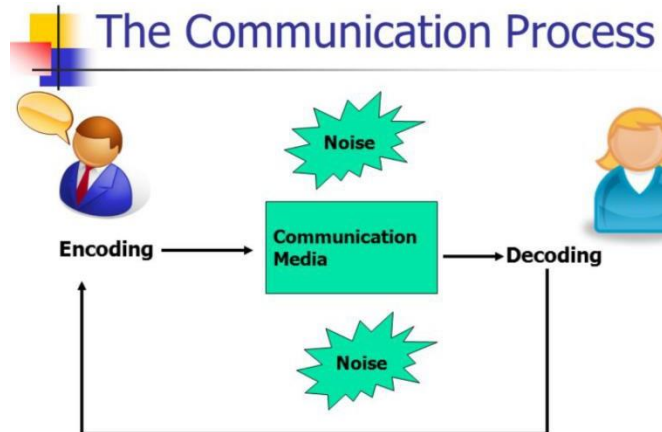 The Communication Process
Noise
Encoding
Communication
Media
Decoding
Noise